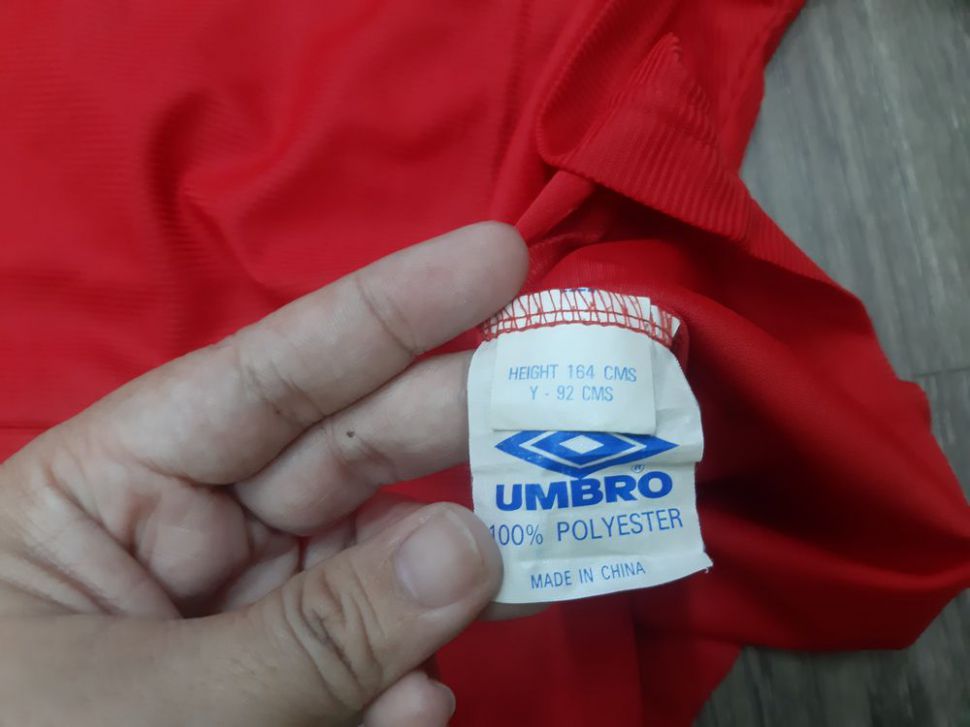 HEIGHT 164 CMS
Y - 92 CMS
UMBRO®
100% POLYESTER
MADE IN CHINA